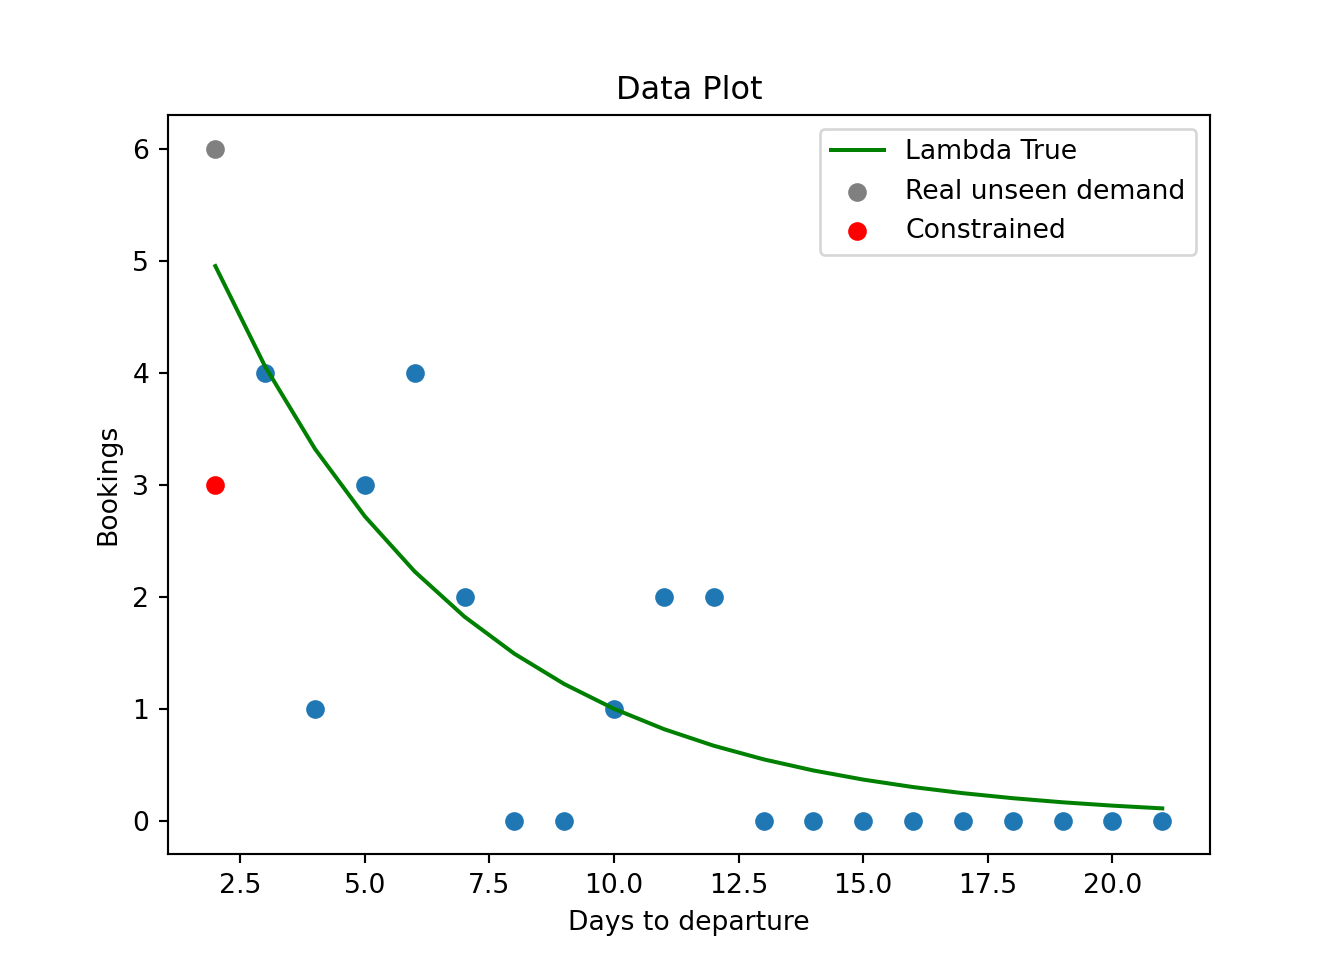 Data Plot
Lambda True
Real unseen demand
Constrained
6
5
4
3
2
1
0
Bookings
2.5 5.0 7.5 10.0 12.5 15.0 17.5 20.0
Days to departure